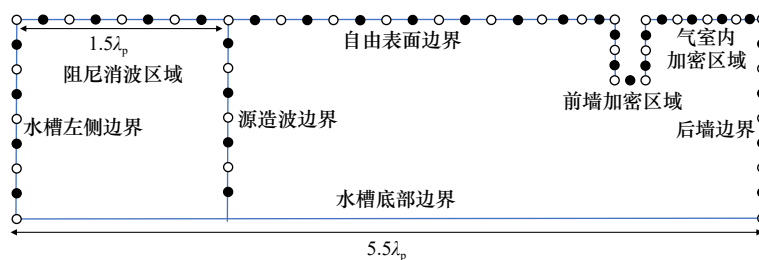 1.5λp
自由表面边界
气室内
加密区域
阻尼消波区域
前墙加密区域
水槽左侧边界
源造波边界
后墙边界
水槽底部边界
5.5λp